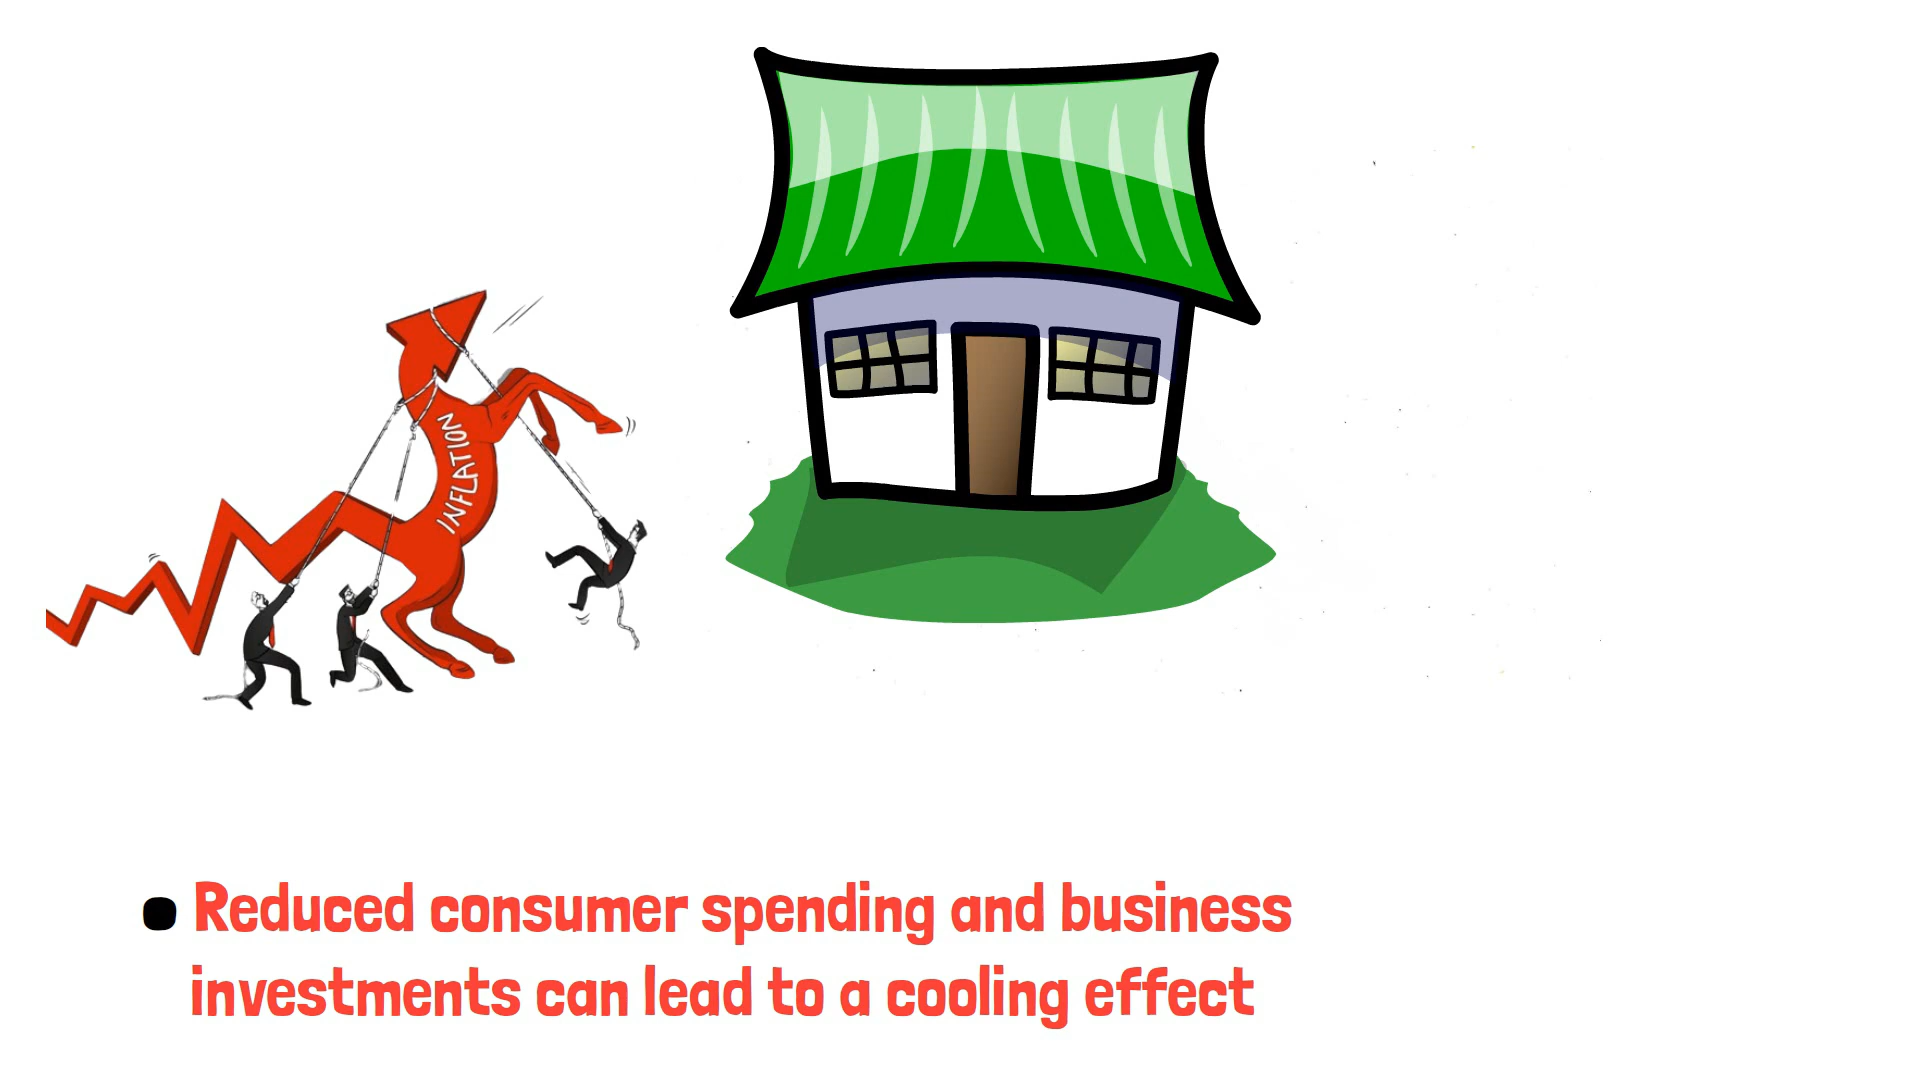 INFLATION
• Reduced consumer spending and business
investments can lead to a cooling effect